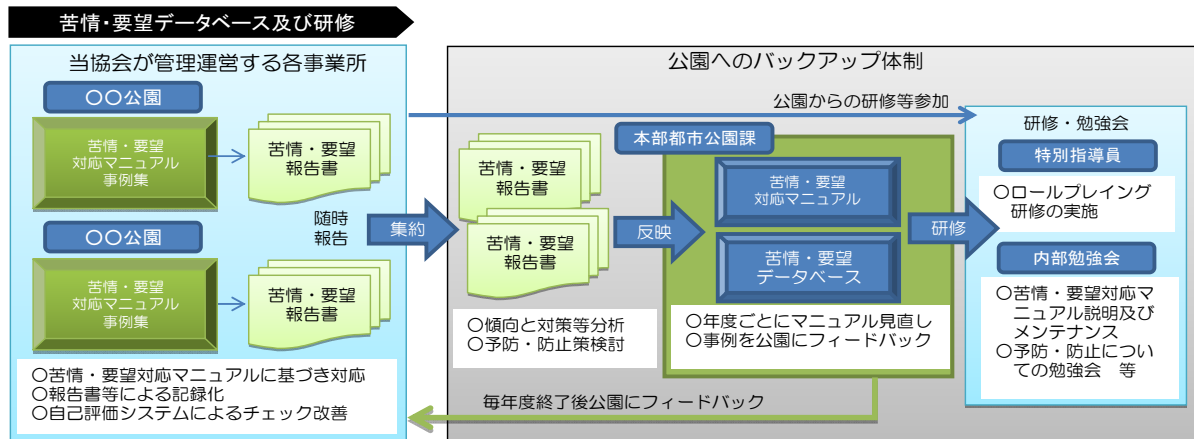 苦情・要望データベース及び研修
当協会が管理運営する各事業所
〇〇公園
苦情・要望
対応マニュアル
事例集
苦情・要望
報告書
〇〇公園
苦情・要望
対応マニュアル
事例集
苦情・要望
報告書
随時
報告
集約
〇苦情・要望対応マニュアルに基づき対応
〇報告書等による記録化
〇自己評価システムによるチェック改善
公園へのバックアップ体制
公園からの研修等参加
苦情・要望
報告書
苦情・要望
報告書
〇傾向と対策等分析
〇予防・防止策検討
反映
本部都市公園課
苦情・要望
対応マニュアル
苦情・要望
データベース
〇年度ごとにマニュアル見直し
〇事例を公園にフィードバック
研修
研修・勉強会
特別指導員
〇ロールプレイング
研修の実施
内部勉強会
〇苦情・要望対応マ
ニュアル説明及び
メンテナンス
〇予防・防止につい
ての勉強会 等
毎年度終了後公園にフィードバック